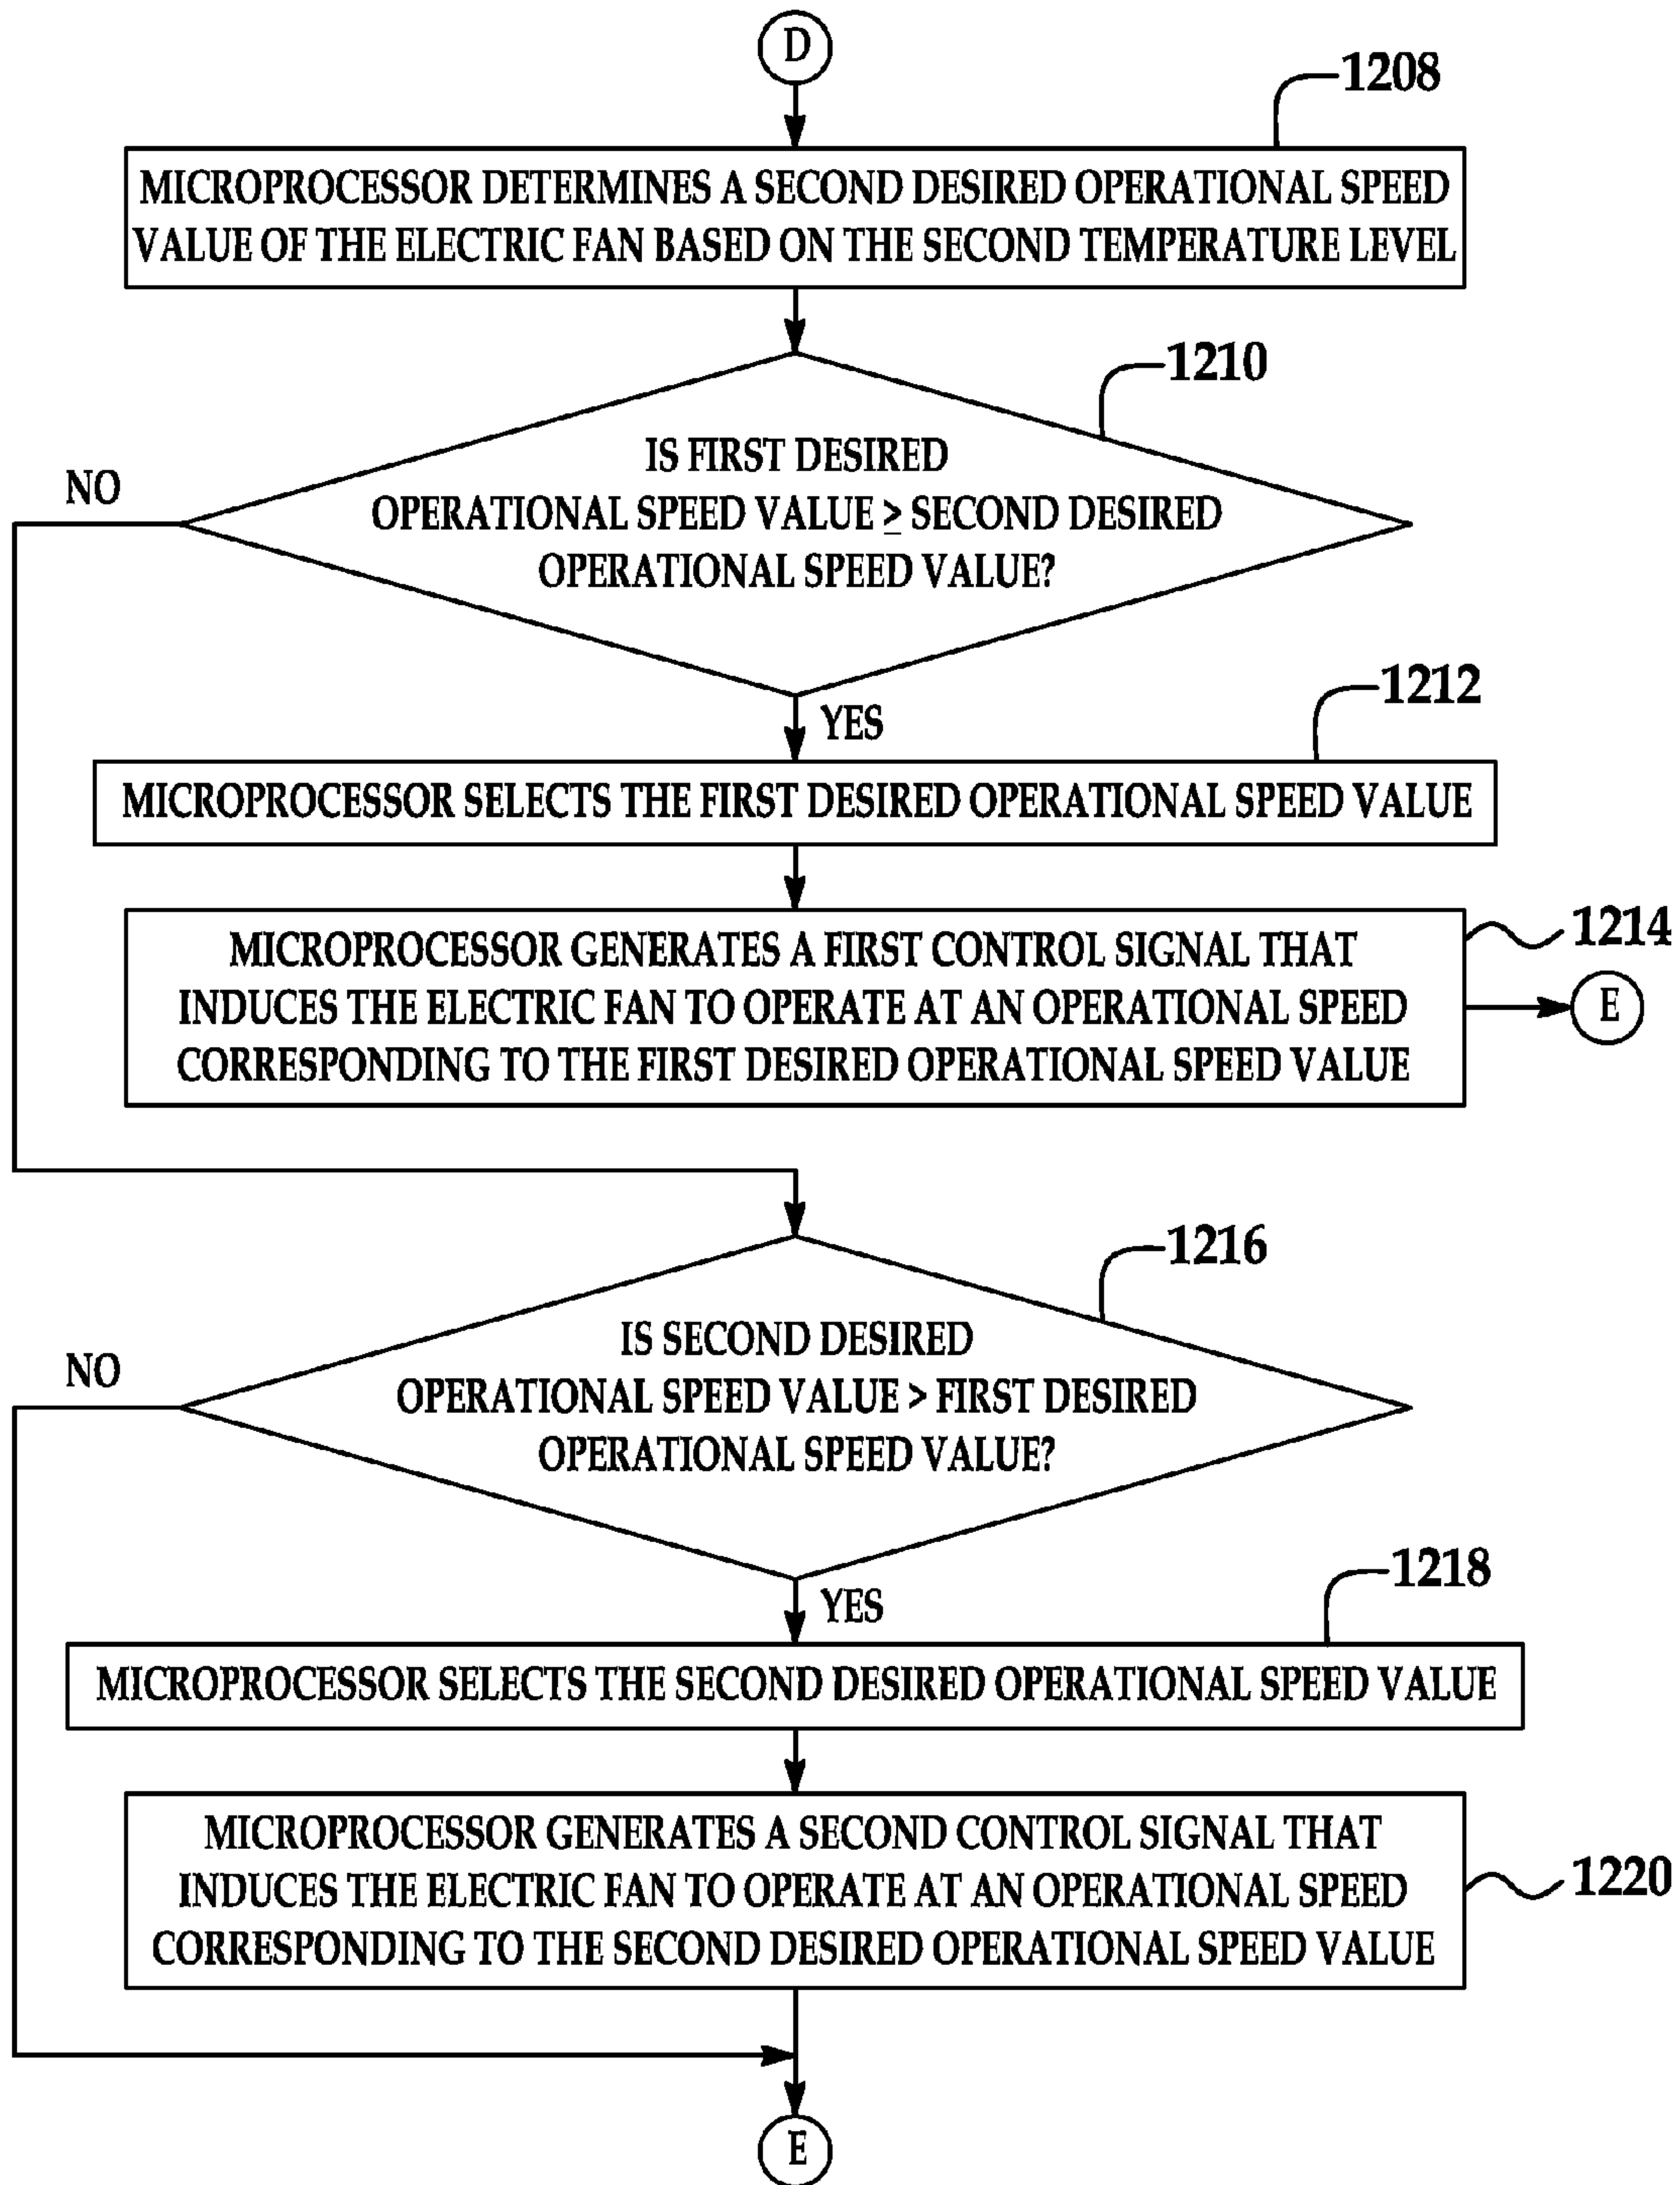 D
1208
MICROPROCESSOR DETERMINES A SECOND DESIRED OPERATIONAL SPEED
VALUE OF THE ELECTRIC FAN BASED ON THE SECOND TEMPERATURE LEVEL
1210
IS FIRST DESIRED
OPERATIONAL SPEED VALUE ≥ SECOND DESIRED
OPERATIONAL SPEED VALUE?
NO
YES
1212
MICROPROCESSOR SELECTS THE FIRST DESIRED OPERATIONAL SPEED VALUE
1214
MICROPROCESSOR GENERATES A FIRST CONTROL SIGNAL THAT
INDUCES THE ELECTRIC FAN TO OPERATE AT AN OPERATIONAL SPEED
CORRESPONDING TO THE FIRST DESIRED OPERATIONAL SPEED VALUE
E
1216
IS SECOND DESIRED
OPERATIONAL SPEED VALUE > FIRST DESIRED
OPERATIONAL SPEED VALUE?
NO
YES
1218
MICROPROCESSOR SELECTS THE SECOND DESIRED OPERATIONAL SPEED VALUE
MICROPROCESSOR GENERATES A SECOND CONTROL SIGNAL THAT
INDUCES THE ELECTRIC FAN TO OPERATE AT AN OPERATIONAL SPEED
CORRESPONDING TO THE SECOND DESIRED OPERATIONAL SPEED VALUE
1220
E